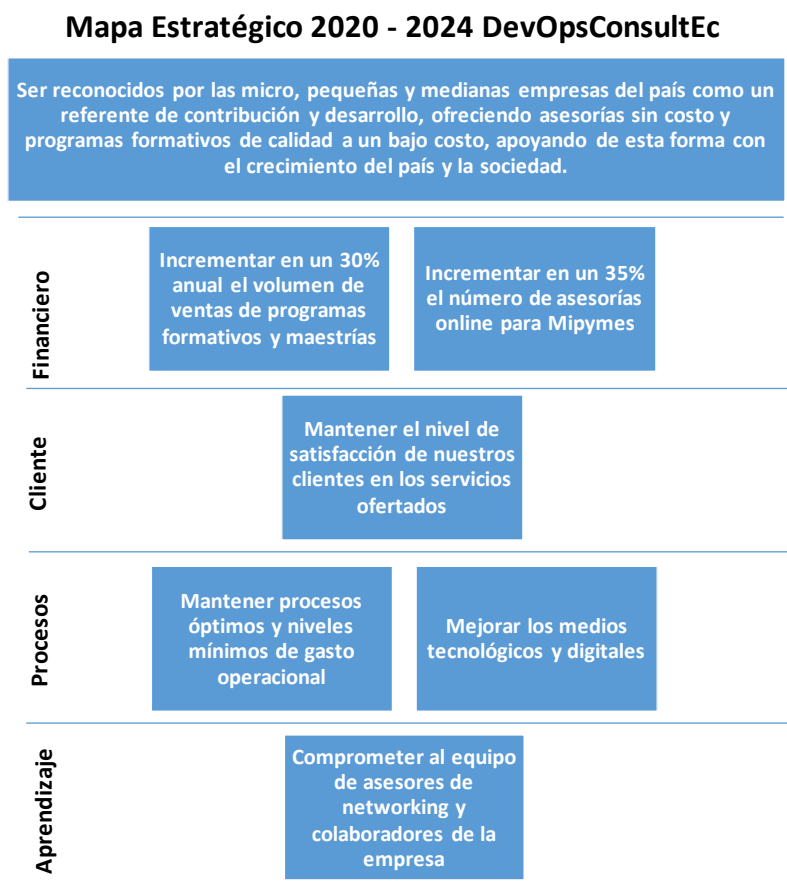 Mapa Estratégico 2020 - 2024 DevOpsConsultEc
Ser reconocidos por las micro, pequeñas y medianas empresas del país como un
referente de contribución y desarrollo, ofreciendo asesorías sin costo y
programas formativos de calidad a un bajo costo, apoyando de esta forma con
el crecimiento del país y la sociedad.
Financiero
Incrementar en un 30%
anual el volumen de
ventas de programas
formativos y maestrías
Incrementar en un 35%
el número de asesorías
online para Mipymes
Cliente
Mantener el nivel de
satisfacción de nuestros
clientes en los servicios
ofertados
Procesos
Mantener procesos
óptimos y niveles
mínimos de gasto
operacional
Mejorar los medios
tecnológicos y digitales
Aprendizaje
Comprometer al equipo
de asesores de
networking y
colaboradores de la
empresa